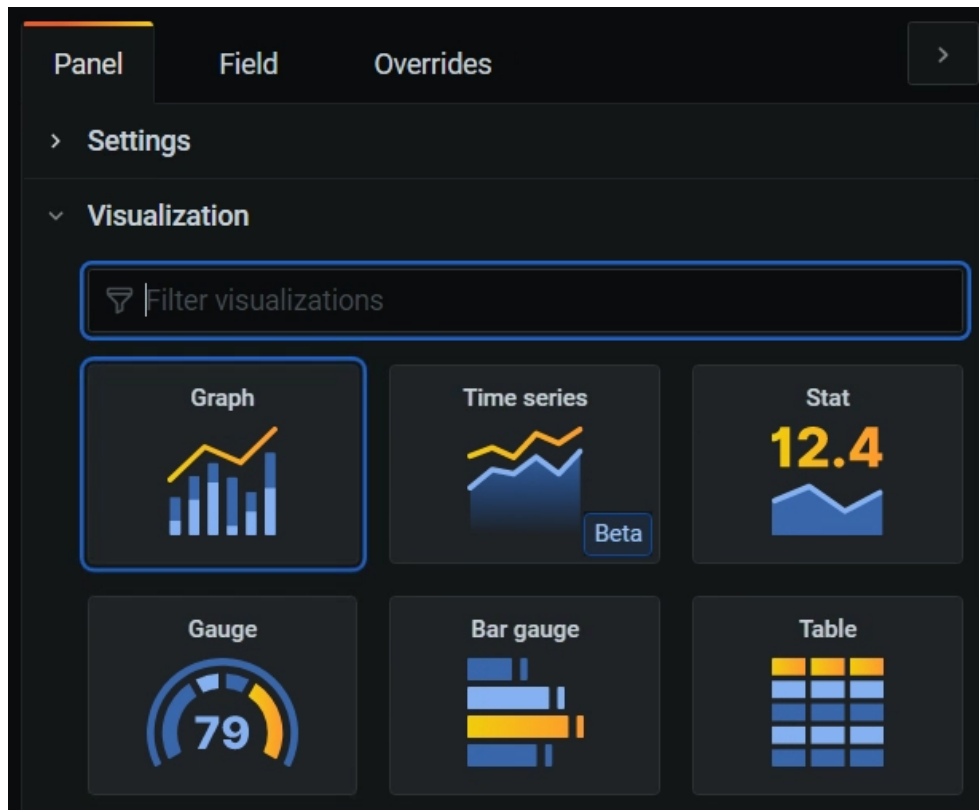 Panel Field Overrides
Settings
Visualization
Filter visualizations
Graph Time series Stat
12.4
Beta
Gauge Bar gauge Table
79